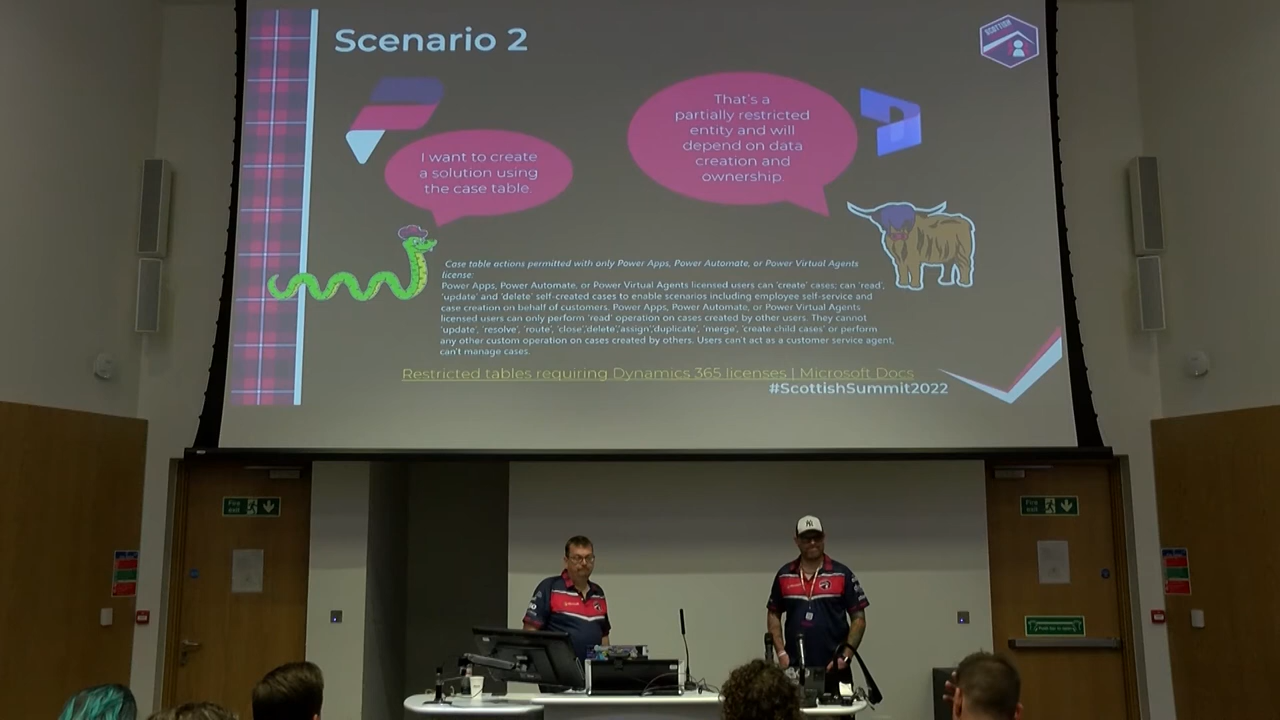 Scenario 2
SCOTTISH
I want to create
a solution using
the case table.
That's a
partially restricted
entity and will
depend on data
creation and
ownership.
Case table actions permitted with only Power Apps, Power Automate, or Power Virtual Agents
license:
Power Apps, Power Automate, or Power Virtual Agents licensed users can 'create' cases; can 'read',
'update' and 'delete' self-created cases to enable scenarios including employee self-service and
case creation on behalf of customers. Power Apps, Power Automate, or Power Virtual Agents
licensed users can only perform 'read' operation on cases created by other users. They cannot
'update', 'resolve', 'route', 'close','delete','assign','duplicate', 'merge', 'create child cases' or perform
any other custom operation on cases created by others. Users can't act as a customer service agent,
can't manage cases.
Restricted tables requiring Dynamics 365 licenses | Microsoft Docs
#ScottishSummit2022
Fire
exit
Fire
exit